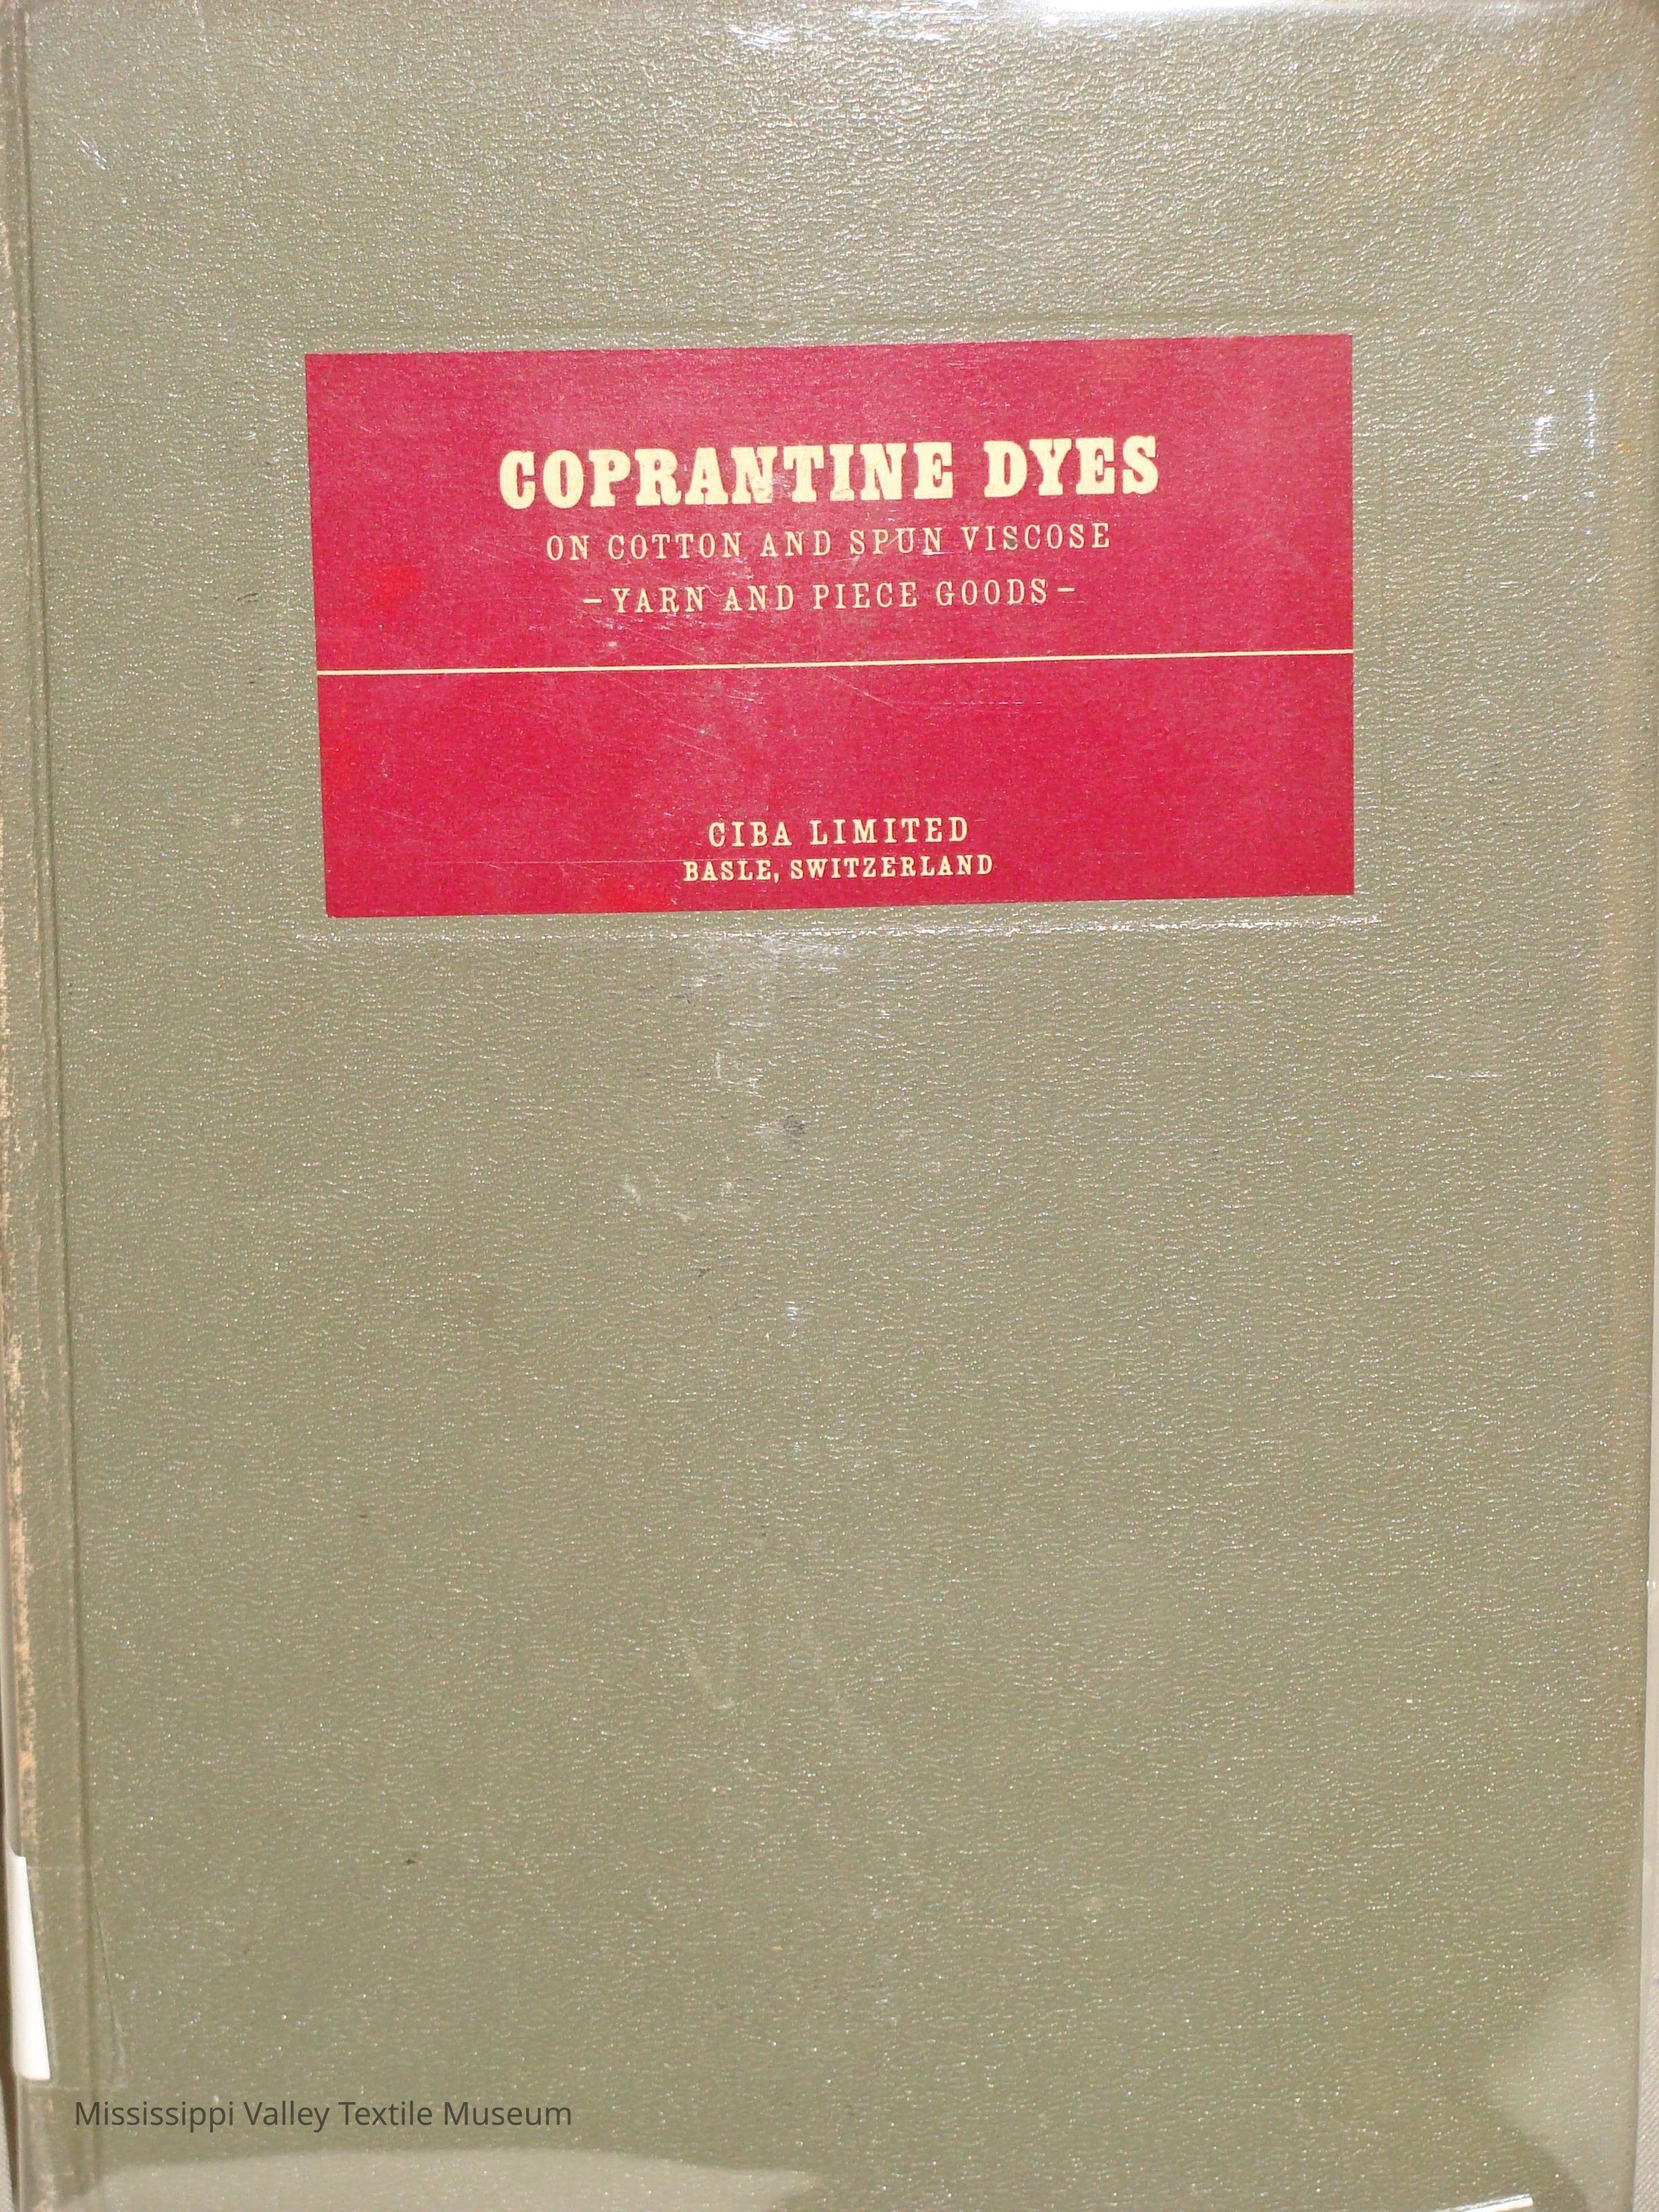 COPRANTINE DYES
ON COTTON AND SPUN VISCOSE
– YARN AND PIECE GOODS –
CIBA LIMITED
BASLE, SWITZERLAND
Mississippi Valley Textile Museum